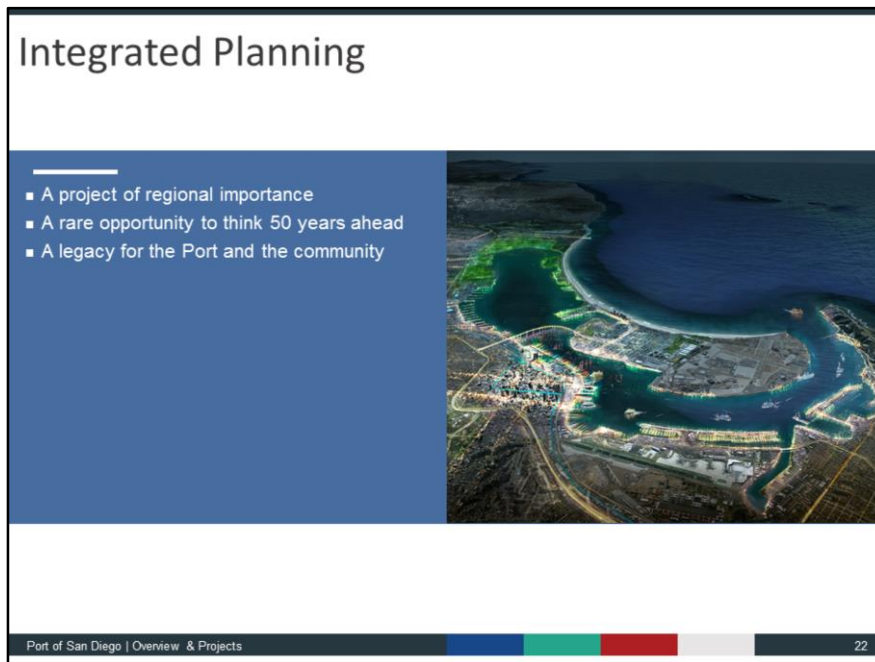 Integrated Planning
▪ A project of regional importance
▪ A rare opportunity to think 50 years ahead
▪ A legacy for the Port and the community
Port of San Diego | Overview & Projects
22